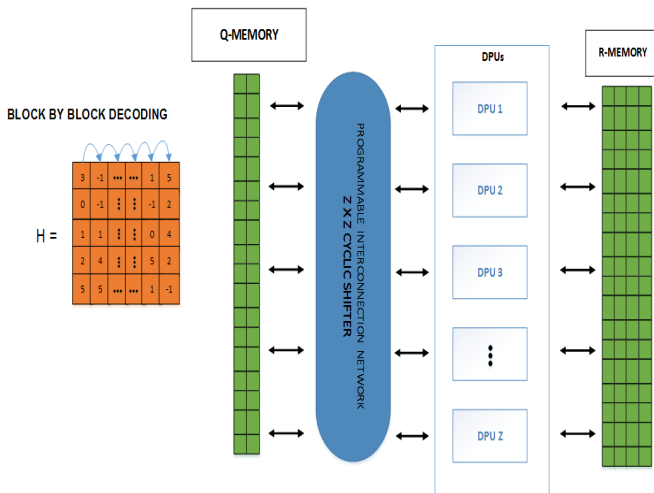 Q-MEMORY
DPUs
R-MEMORY
BLOCK BY BLOCK DECODING
H =
3 -1 ... ... 1 5
0 -1 ⋮ ⋮ -1 2
1 1 ⋮ ⋮ 0 4
2 4 ⋮ ⋮ 5 2
5 5 ... ... 1 -1
PROGRAMMABLE INTERCONNECTION NETWORK
Z X Z CYCLIC SHIFTER
DPU 1
DPU 2
DPU 3
⋮
DPU Z